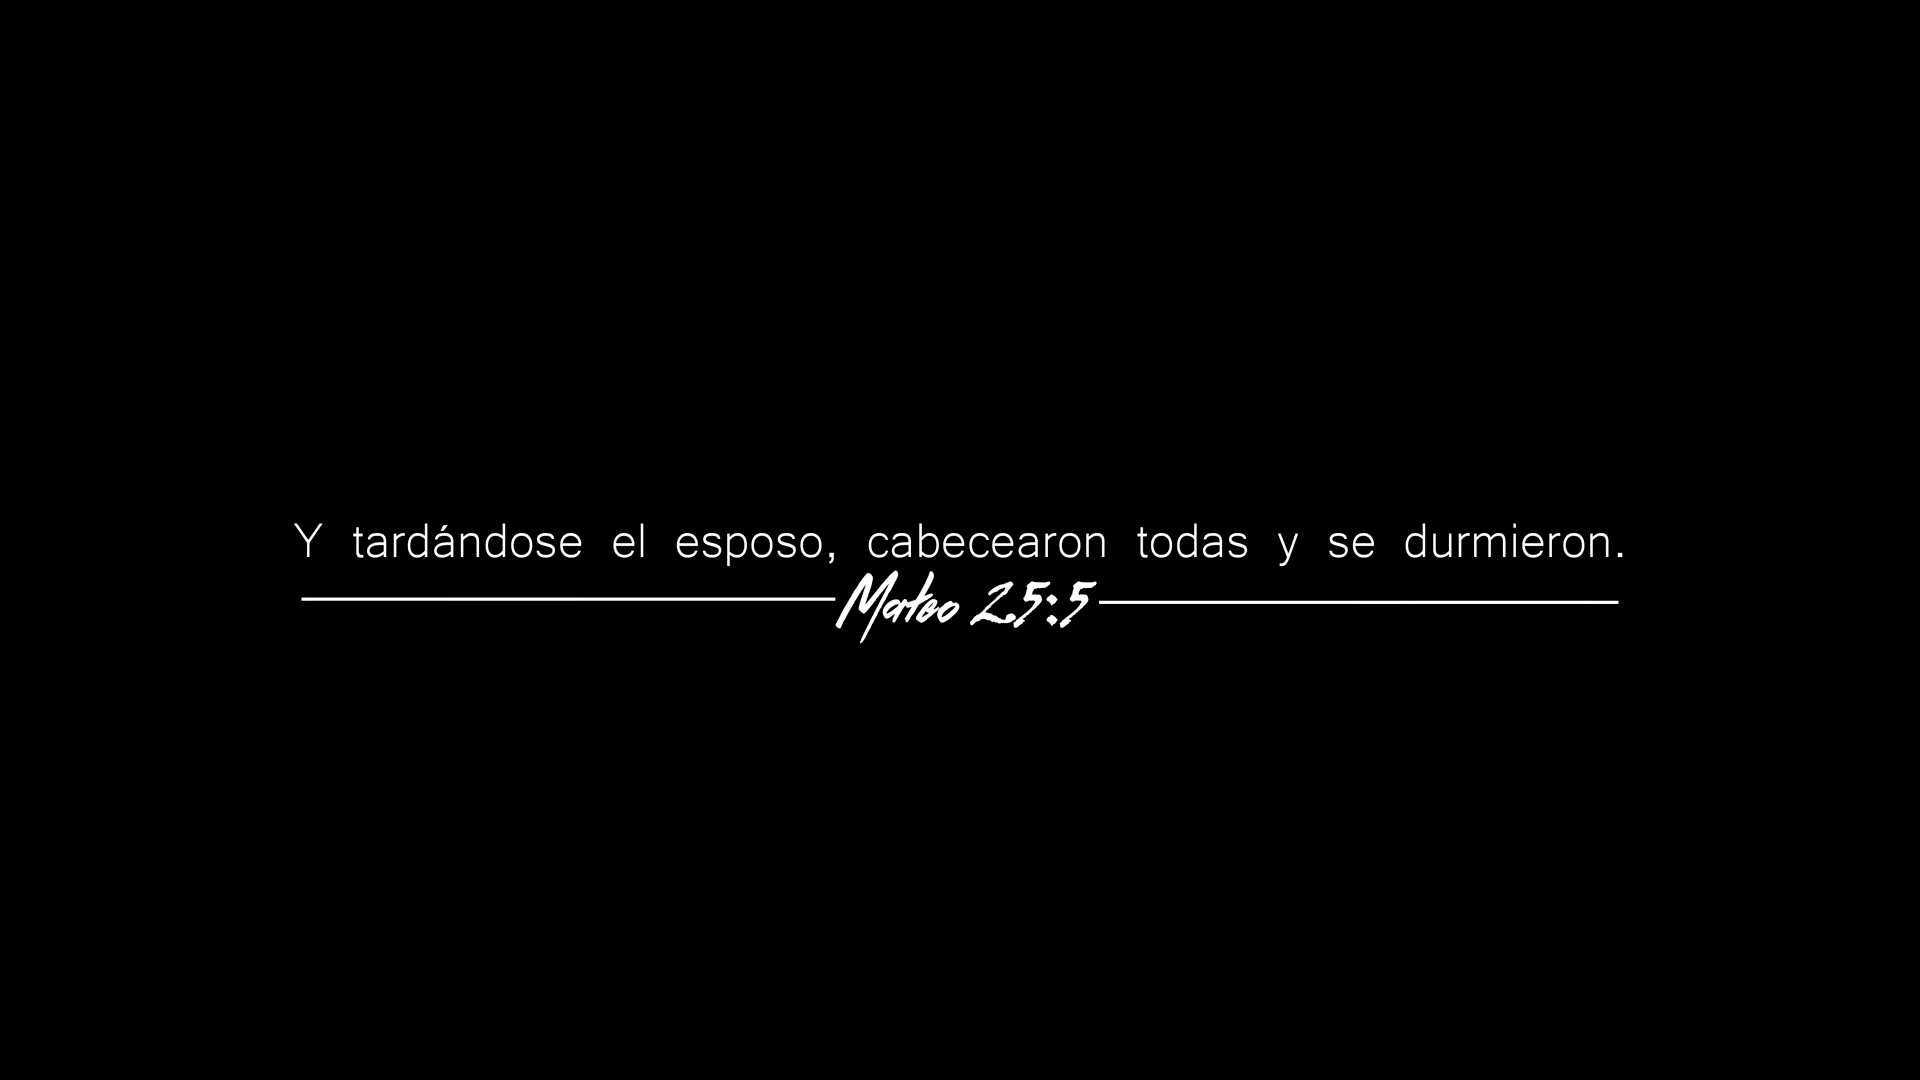 Y tardándose el esposo, cabecearon todas y se durmieron.
Mateo 25:5